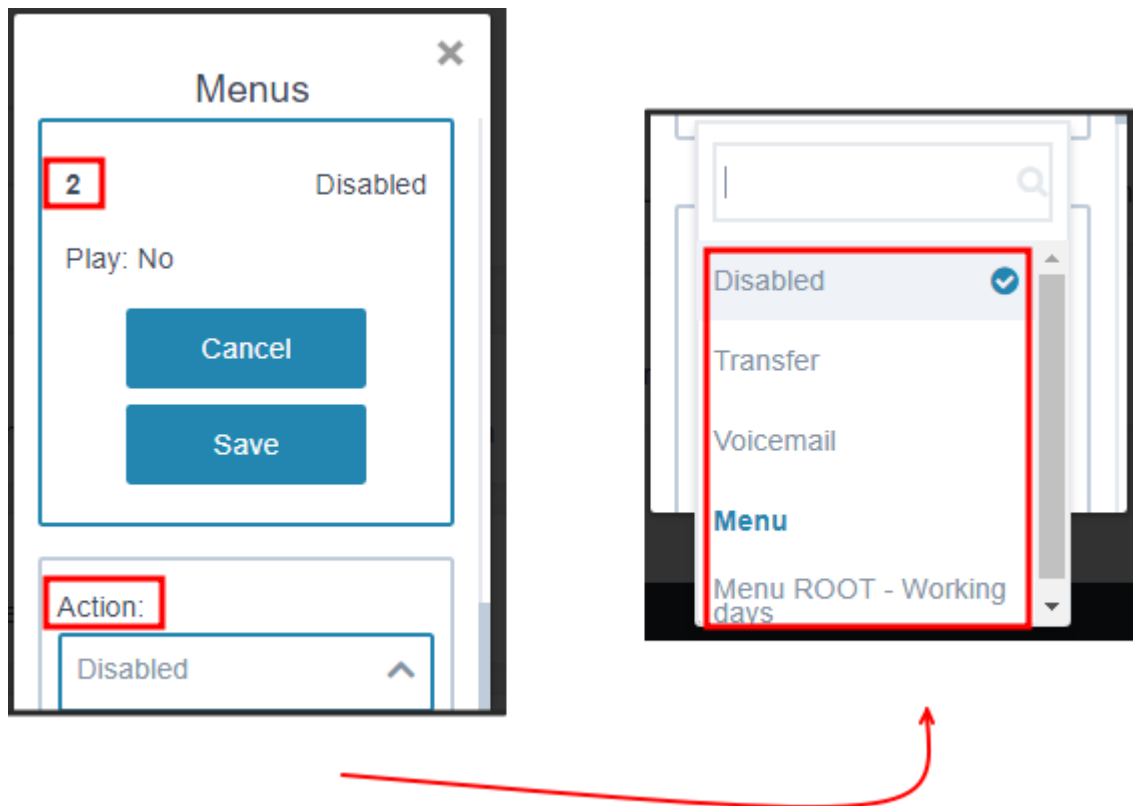 Menus
2 Disabled
Play: No
Cancel
Save
Action:
Disabled
Disabled
Transfer
Voicemail
Menu
Menu ROOT - Working
days